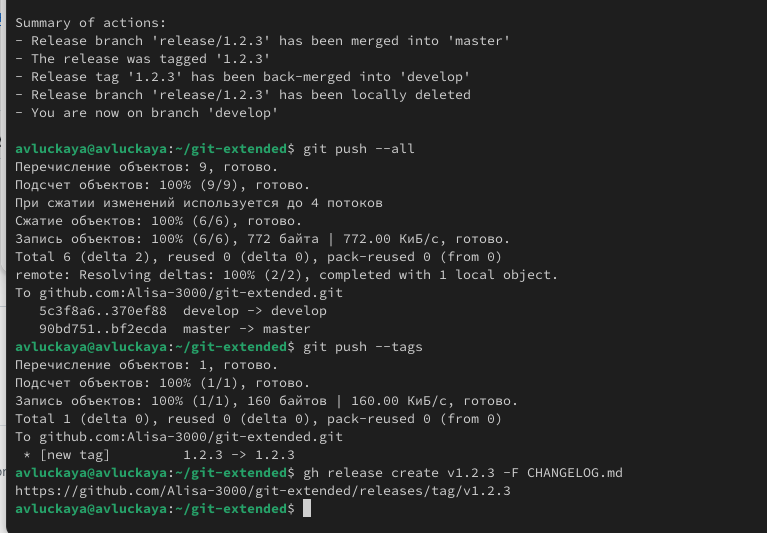 Summary of actions:
- Release branch 'release/1.2.3' has been merged into 'master'
- The release was tagged '1.2.3'
- Release tag '1.2.3' has been back-merged into 'develop'
- Release branch 'release/1.2.3' has been locally deleted
- You are now on branch 'develop'
avluckaya@avluckaya:~/git-extended$ git push --all
Перечисление объектов: 9, готово.
Подсчет объектов: 100% (9/9), готово.
При сжатии изменений используется до 4 потоков
Сжатие объектов: 100% (6/6), готово.
Запись объектов: 100% (6/6), 772 байта | 772.00 КиБ/с, готово.
Total 6 (delta 2), reused 0 (delta 0), pack-reused 0 (from 0)
remote: Resolving deltas: 100% (2/2), completed with 1 local object.
To github.com:Alisa-3000/git-extended.git
   5c3f8a6..370ef88  develop -> develop
   90bd751..bf2ecda  master -> master
avluckaya@avluckaya:~/git-extended$ git push --tags
Перечисление объектов: 1, готово.
Подсчет объектов: 100% (1/1), готово.
Запись объектов: 100% (1/1), 160 байтов | 160.00 КиБ/с, готово.
Total 1 (delta 0), reused 0 (delta 0), pack-reused 0 (from 0)
To github.com:Alisa-3000/git-extended.git
 * [new tag]         1.2.3 -> 1.2.3
avluckaya@avluckaya:~/git-extended$ gh release create v1.2.3 -F CHANGELOG.md
https://github.com/Alisa-3000/git-extended/releases/tag/v1.2.3
avluckaya@avluckaya:~/git-extended$